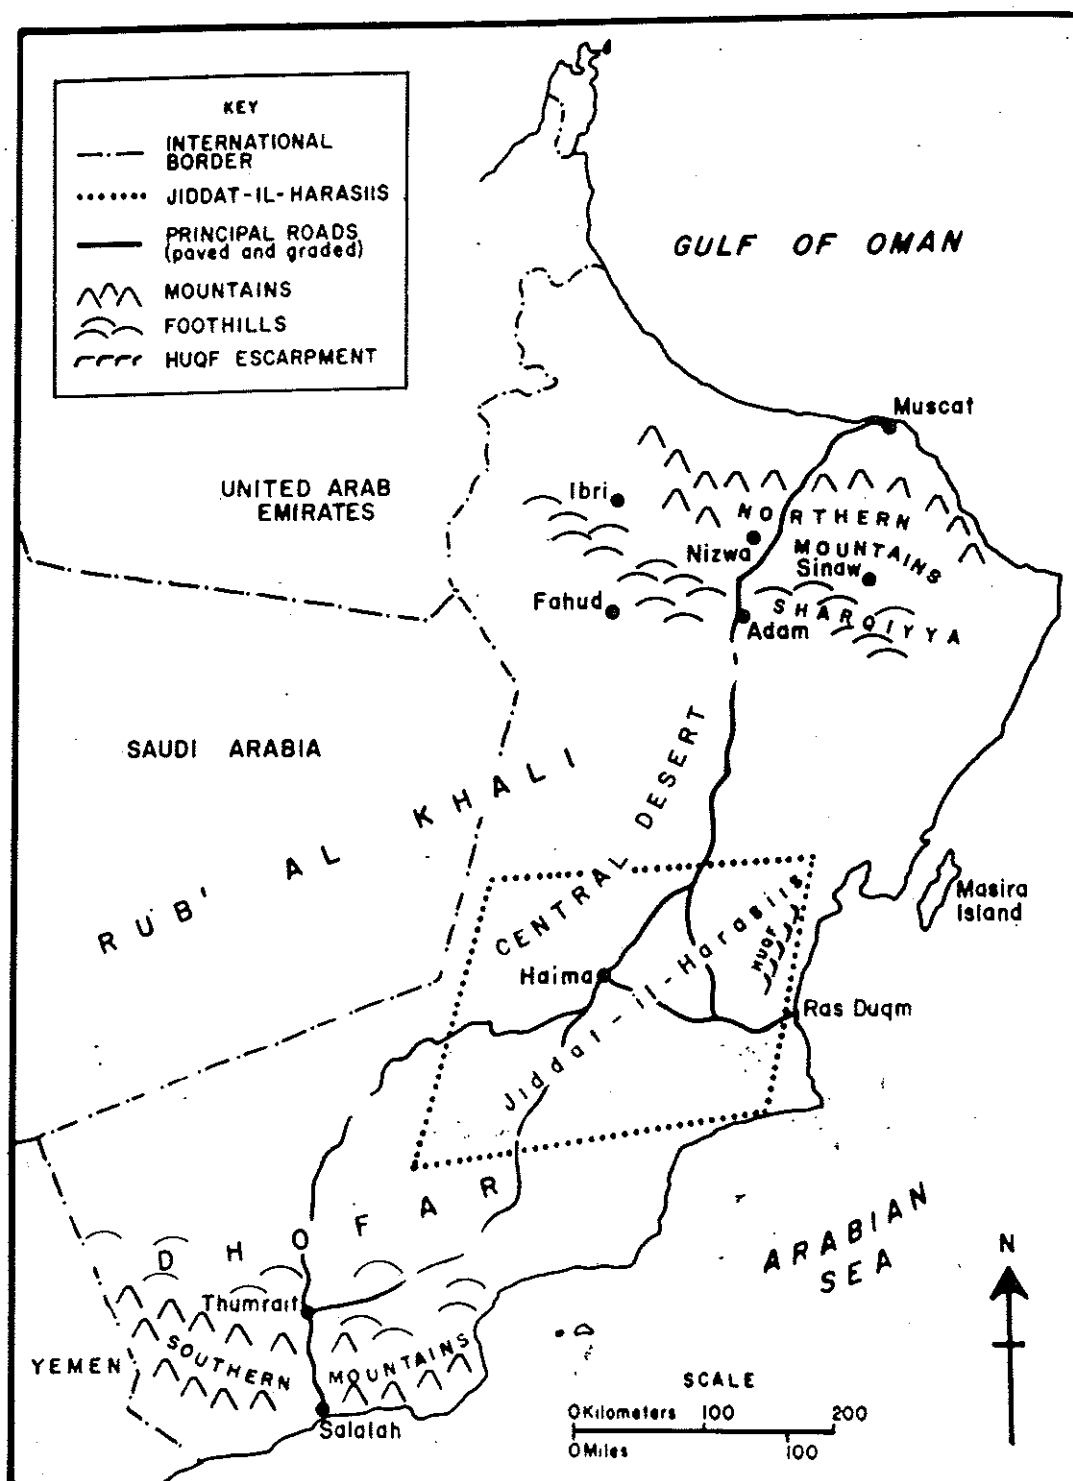 KEY
INTERNATIONAL
BORDER
JIDDAT-IL-HARASIIS
PRINCIPAL ROADS
(paved and graded)
MOUNTAINS
FOOTHILLS
HUQF ESCARPMENT
GULF OF OMAN
Muscat
UNITED ARAB
EMIRATES
Ibri
NORTHERN
MOUNTAINS
Nizwa
Sinaw
Fahud
SHARQIYYA
Adam
SAUDI ARABIA
RUB' AL KHALI
CENTRAL DESERT
Masira
Island
Jiddat-il-Harasiis
HUQF
Haima
Ras Duqm
DHOFAR
ARABIAN
SEA
N
Thumrait
YEMEN
SOUTHERN MOUNTAINS
Salalah
SCALE
0 Kilometers 100 200
0 Miles 100